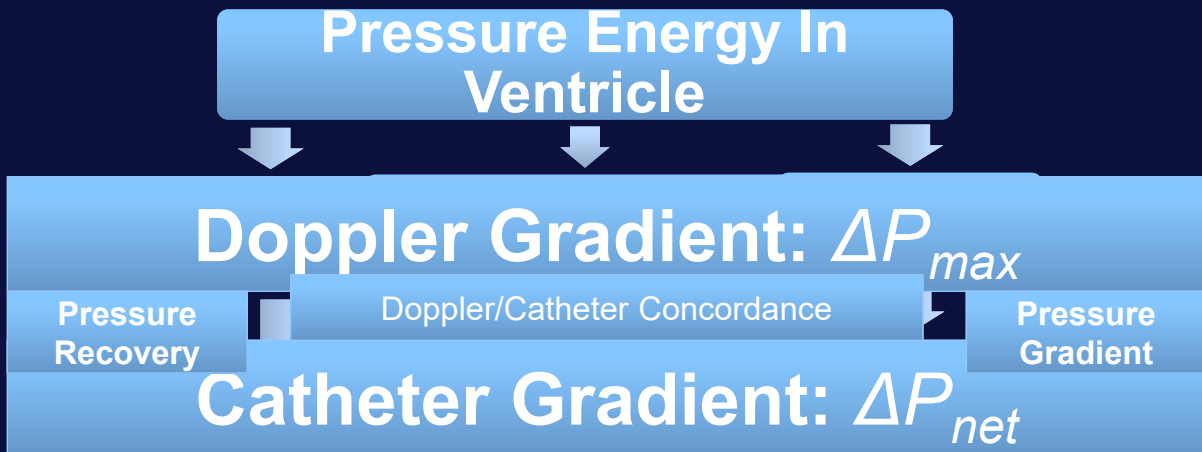 Pressure Energy In
Ventricle
Doppler Gradient: ΔPmax
Doppler/Catheter Concordance
Pressure
Recovery
Pressure
Gradient
Catheter Gradient: ΔPnet